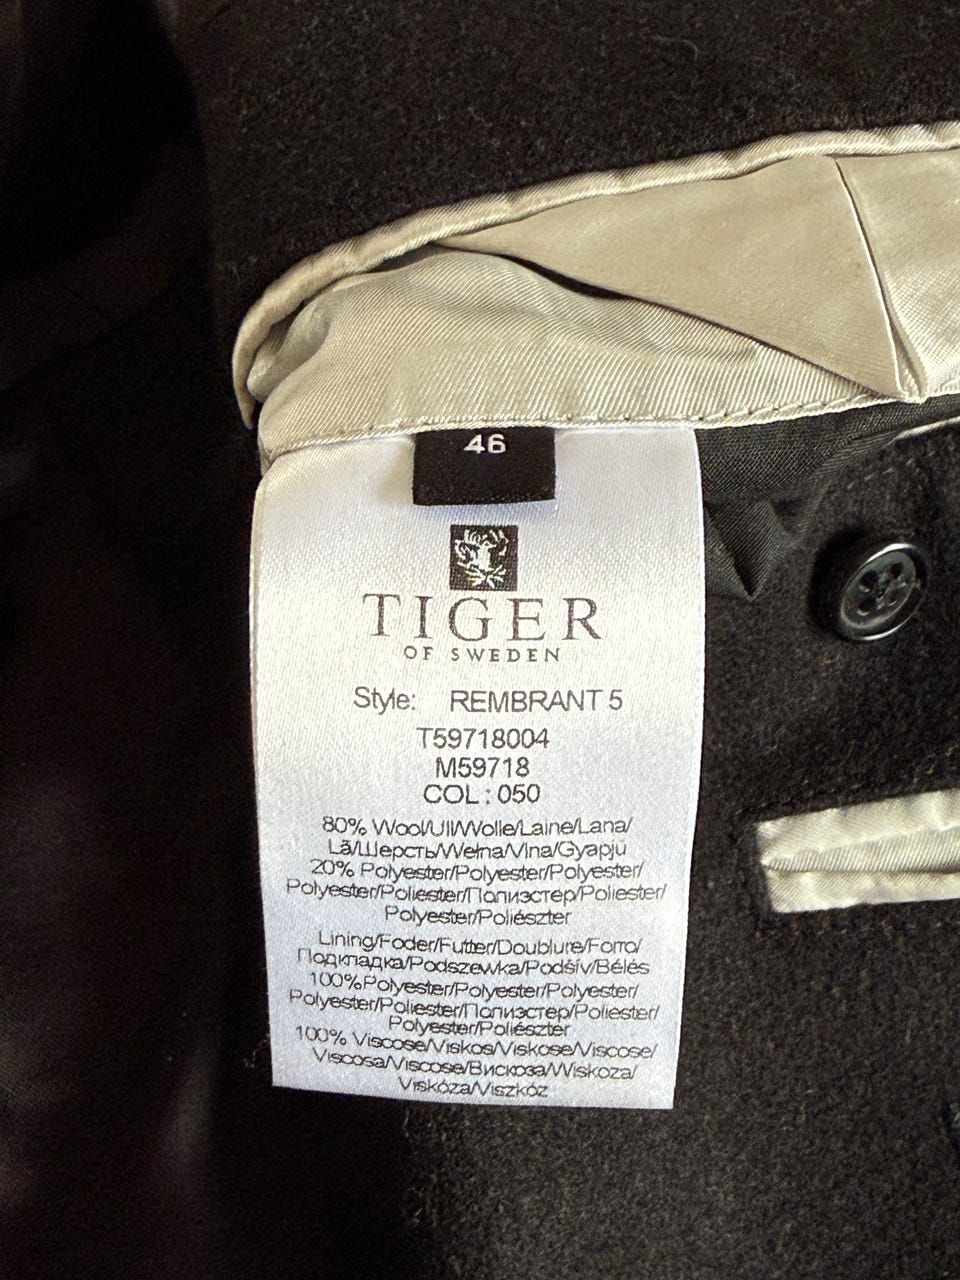 46
TIGER
OF SWEDEN
Style: REMBRANT 5
T59718004
M59718
COL : 050
80% Wool/Ull/Wolle/Laine/Lana/
Lã/Шерсть/Wełna/Vlna/Gyapjú
20% Polyester/Polyester/Polyester/
Polyester/Poliester/Полиэстер/Poliester/
Polyester/Poliészter
Lining/Foder/Futter/Doublure/Forro/
Подкладка/Podszewka/Podšív/Bélés
100%Polyester/Polyester/Polyester/
Polyester/Poliester/Полиэстер/Poliester/
Polyester/Poliészter
100% Viscose/Viskos/Viskose/Viscose/
Viscosa/Viscose/Вискоза/Wiskoza/
Viskóza/Viszkóz